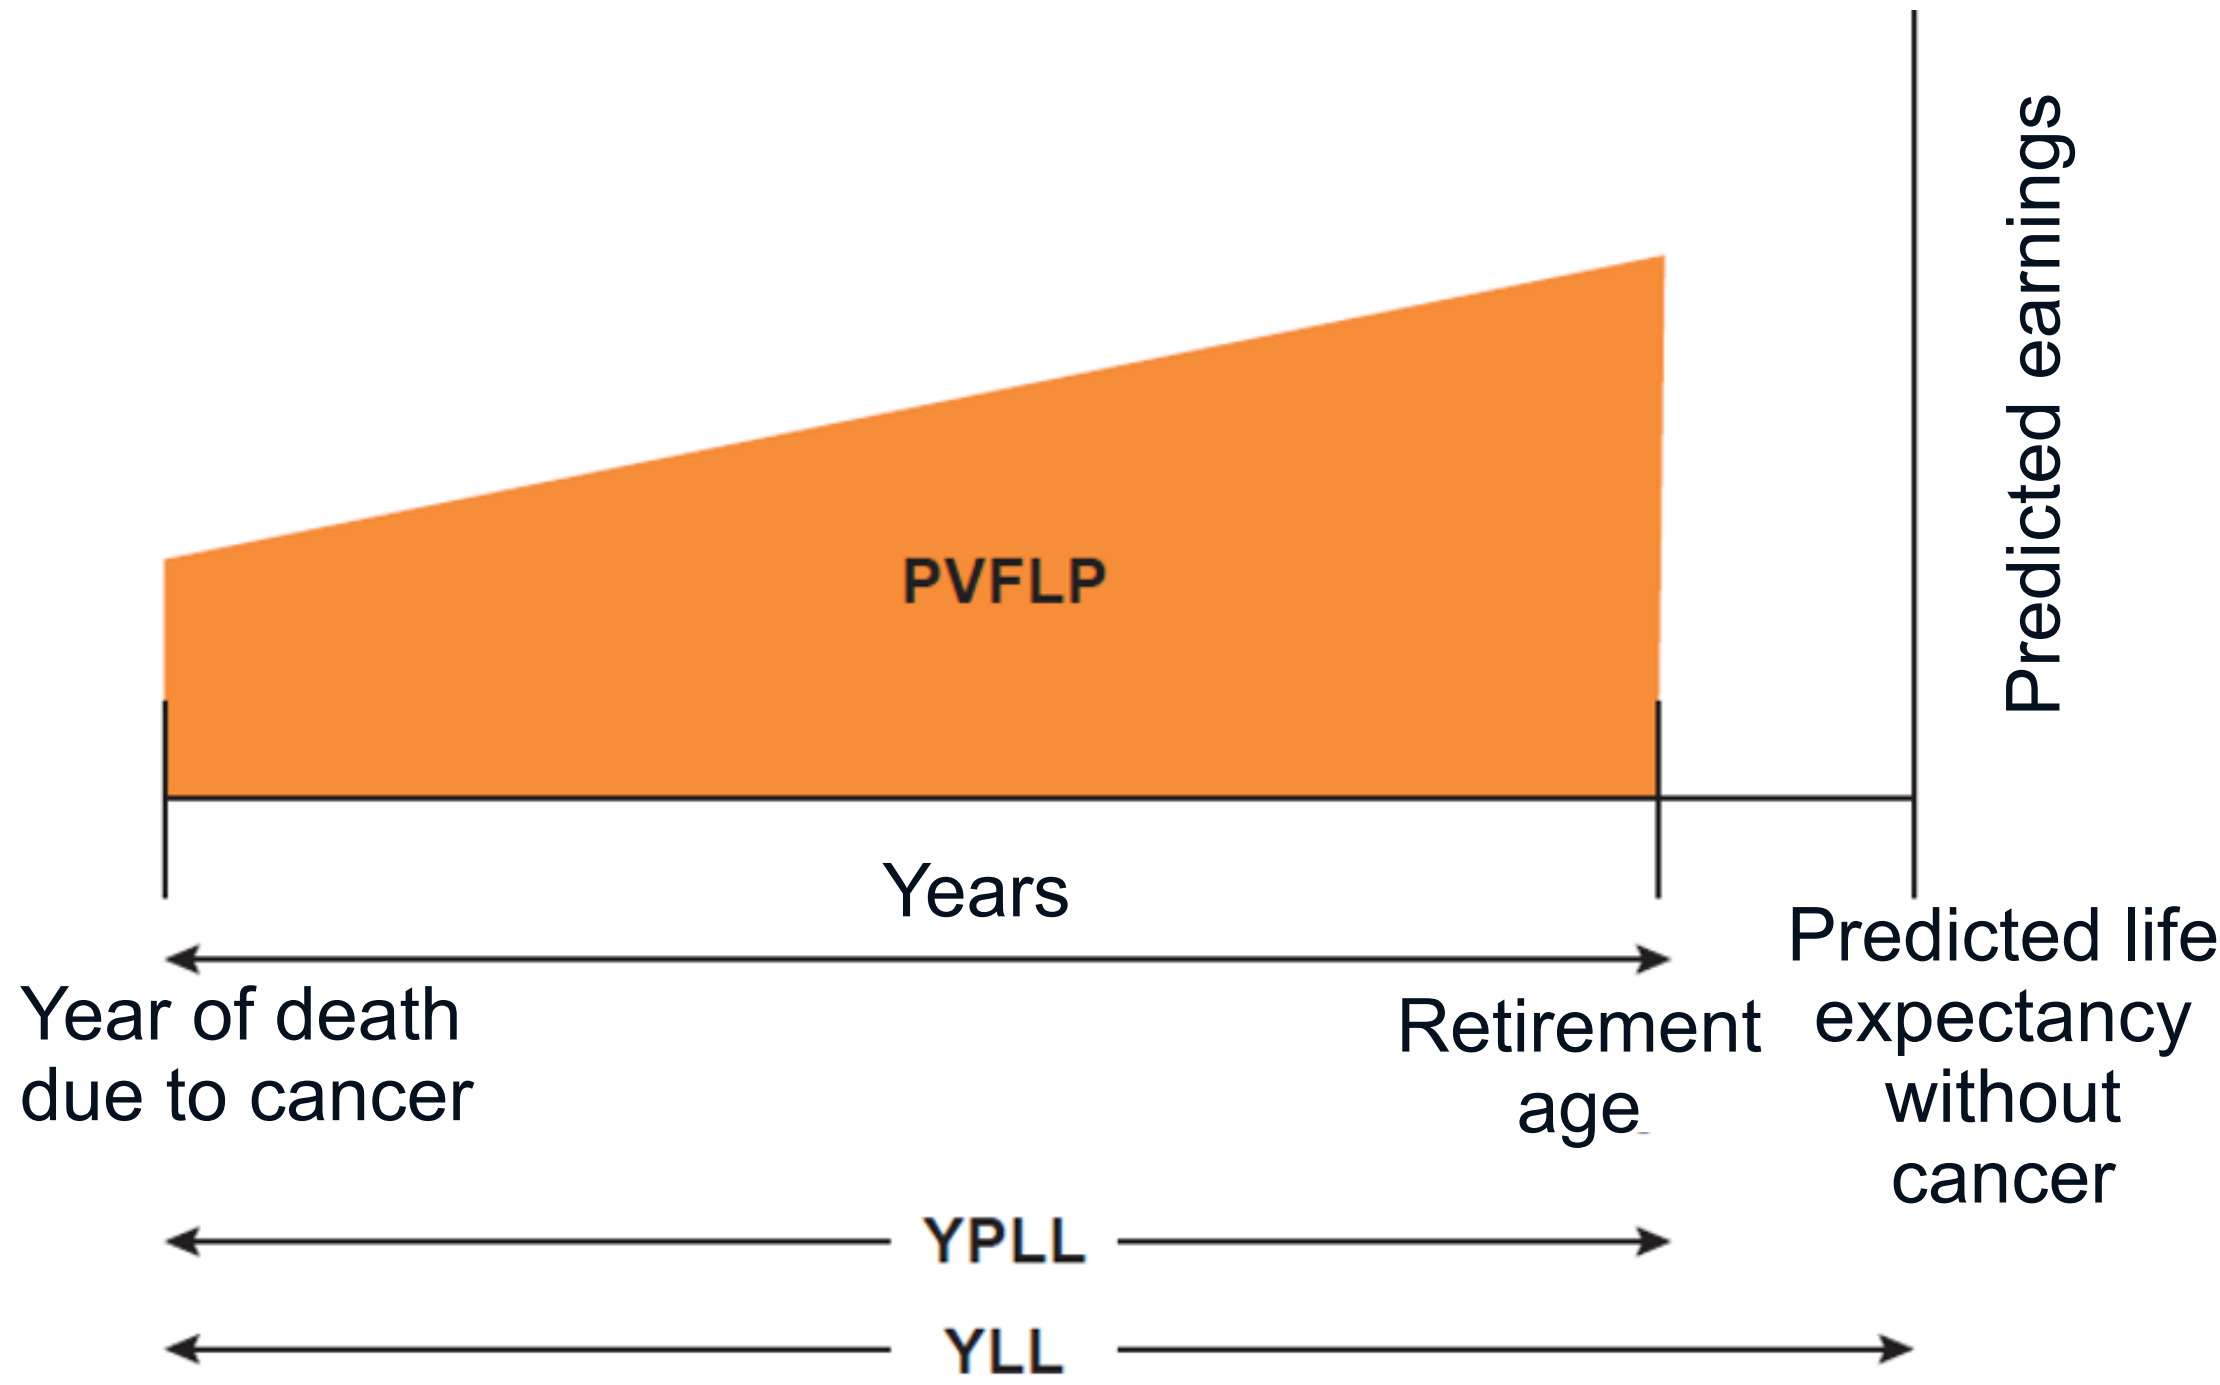 Predicted earnings
PVFLP
Years
Year of death
due to cancer
Retirement
age
Predicted life
expectancy
without
cancer
YPLL
YLL